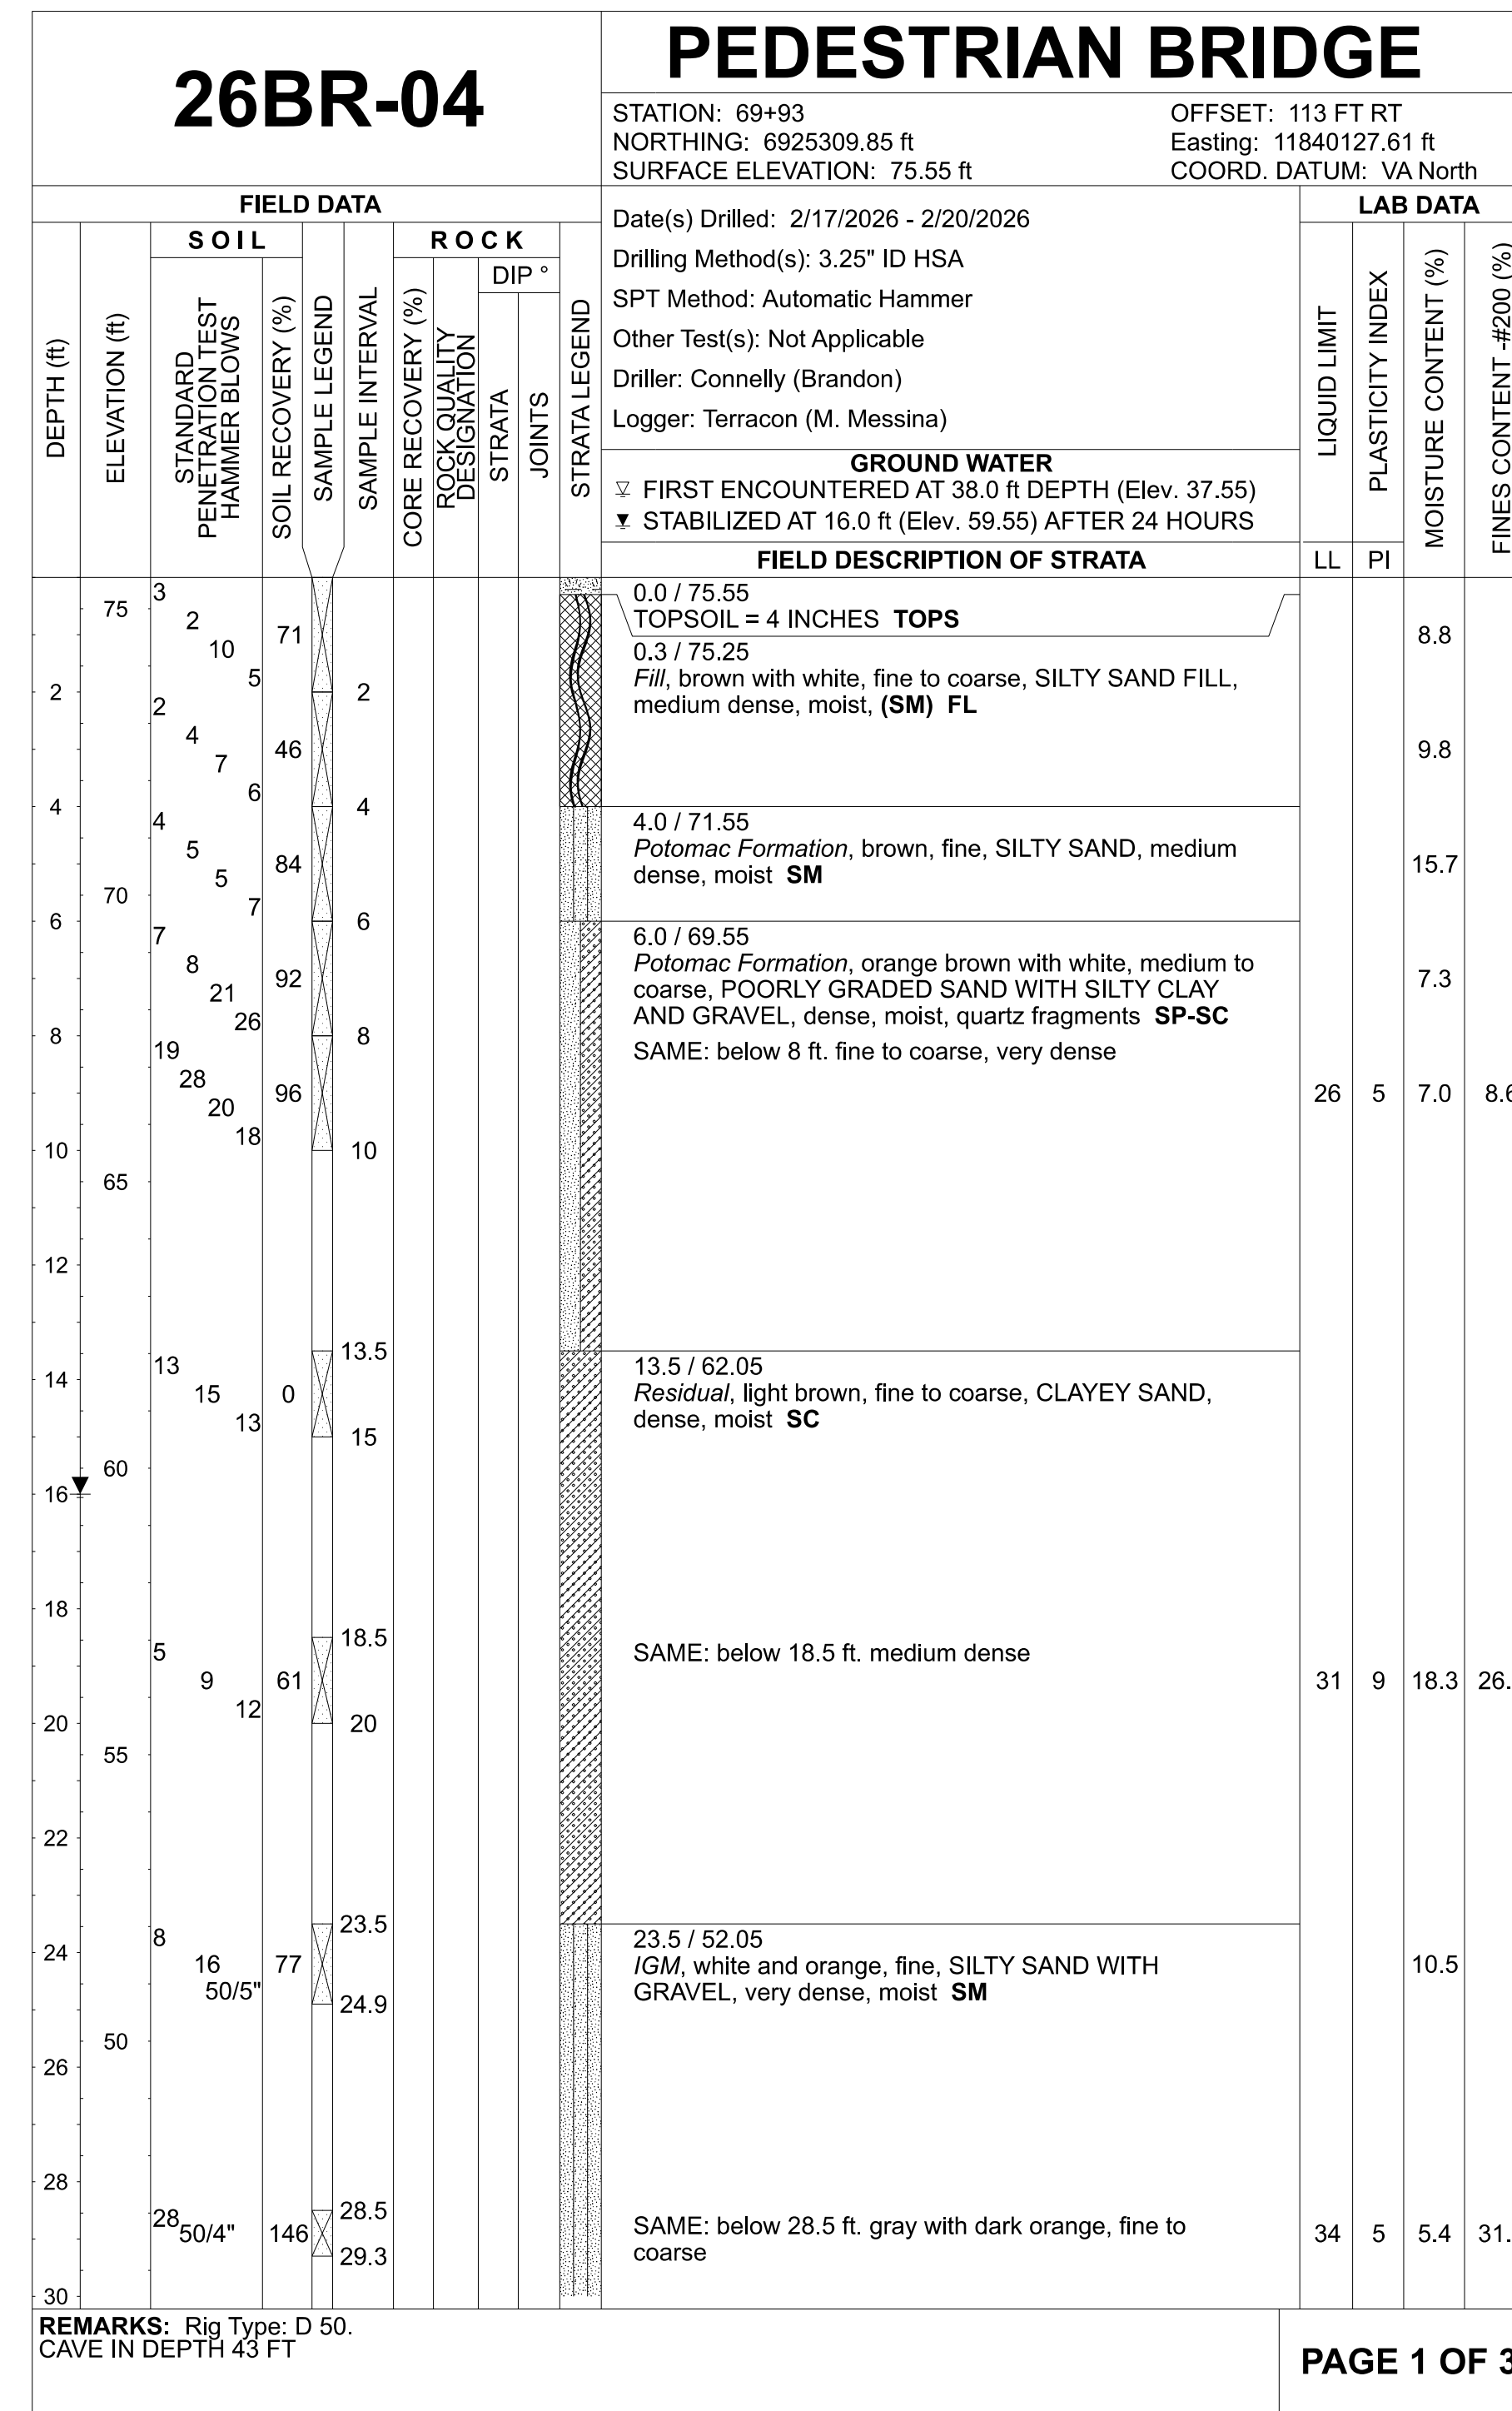 26BR-04
PEDESTRIAN BRIDGE
STATION: 69+93
OFFSET: 113 FT RT
NORTHING: 6925309.85 ft
Easting: 11840127.61 ft
SURFACE ELEVATION: 75.55 ft
COORD. DATUM: VA North
FIELD DATA
SOIL
ROCK
DIP °
DEPTH (ft)
ELEVATION (ft)
STANDARD
PENETRATION TEST
HAMMER BLOWS
SOIL RECOVERY (%)
SAMPLE LEGEND
SAMPLE INTERVAL
CORE RECOVERY (%)
ROCK QUALITY
DESIGNATION
STRATA
JOINTS
STRATA LEGEND
Date(s) Drilled: 2/17/2026 - 2/20/2026
Drilling Method(s): 3.25" ID HSA
SPT Method: Automatic Hammer
Other Test(s): Not Applicable
Driller: Connelly (Brandon)
Logger: Terracon (M. Messina)
GROUND WATER
FIRST ENCOUNTERED AT 38.0 ft DEPTH (Elev. 37.55)
STABILIZED AT 16.0 ft (Elev. 59.55) AFTER 24 HOURS
FIELD DESCRIPTION OF STRATA
LAB DATA
LIQUID LIMIT
PLASTICITY INDEX
MOISTURE CONTENT (%)
FINES CONTENT -#200 (%)
LL
PI
3
0.0 / 75.55
75
2
TOPSOIL = 4 INCHES TOPS
71
8.8
10
0.3 / 75.25
5
Fill, brown with white, fine to coarse, SILTY SAND FILL,
2
2
2
medium dense, moist, (SM) FL
4
46
9.8
7
6
4
4
4
4.0 / 71.55
5
Potomac Formation, brown, fine, SILTY SAND, medium
84
15.7
5
dense, moist SM
70
7
6
6
7
6.0 / 69.55
8
Potomac Formation, orange brown with white, medium to
92
7.3
21
coarse, POORLY GRADED SAND WITH SILTY CLAY
26
AND GRAVEL, dense, moist, quartz fragments SP-SC
8
8
19
SAME: below 8 ft. fine to coarse, very dense
28
96
26
5
7.0
20
18
10
10
65
12
13.5
13
13.5 / 62.05
14
15
0
Residual, light brown, fine to coarse, CLAYEY SAND,
13
dense, moist SC
15
60
16
18
18.5
5
SAME: below 18.5 ft. medium dense
9
61
31
9
18.3
12
20
20
55
22
23.5
8
23.5 / 52.05
24
16
77
IGM, white and orange, fine, SILTY SAND WITH
10.5
50/5"
GRAVEL, very dense, moist SM
24.9
50
26
28
28.5
28
SAME: below 28.5 ft. gray with dark orange, fine to
50/4"
146
34
5
5.4
coarse
29.3
30
REMARKS: Rig Type: D 50.
CAVE IN DEPTH 43 FT
PAGE 1 OF 3